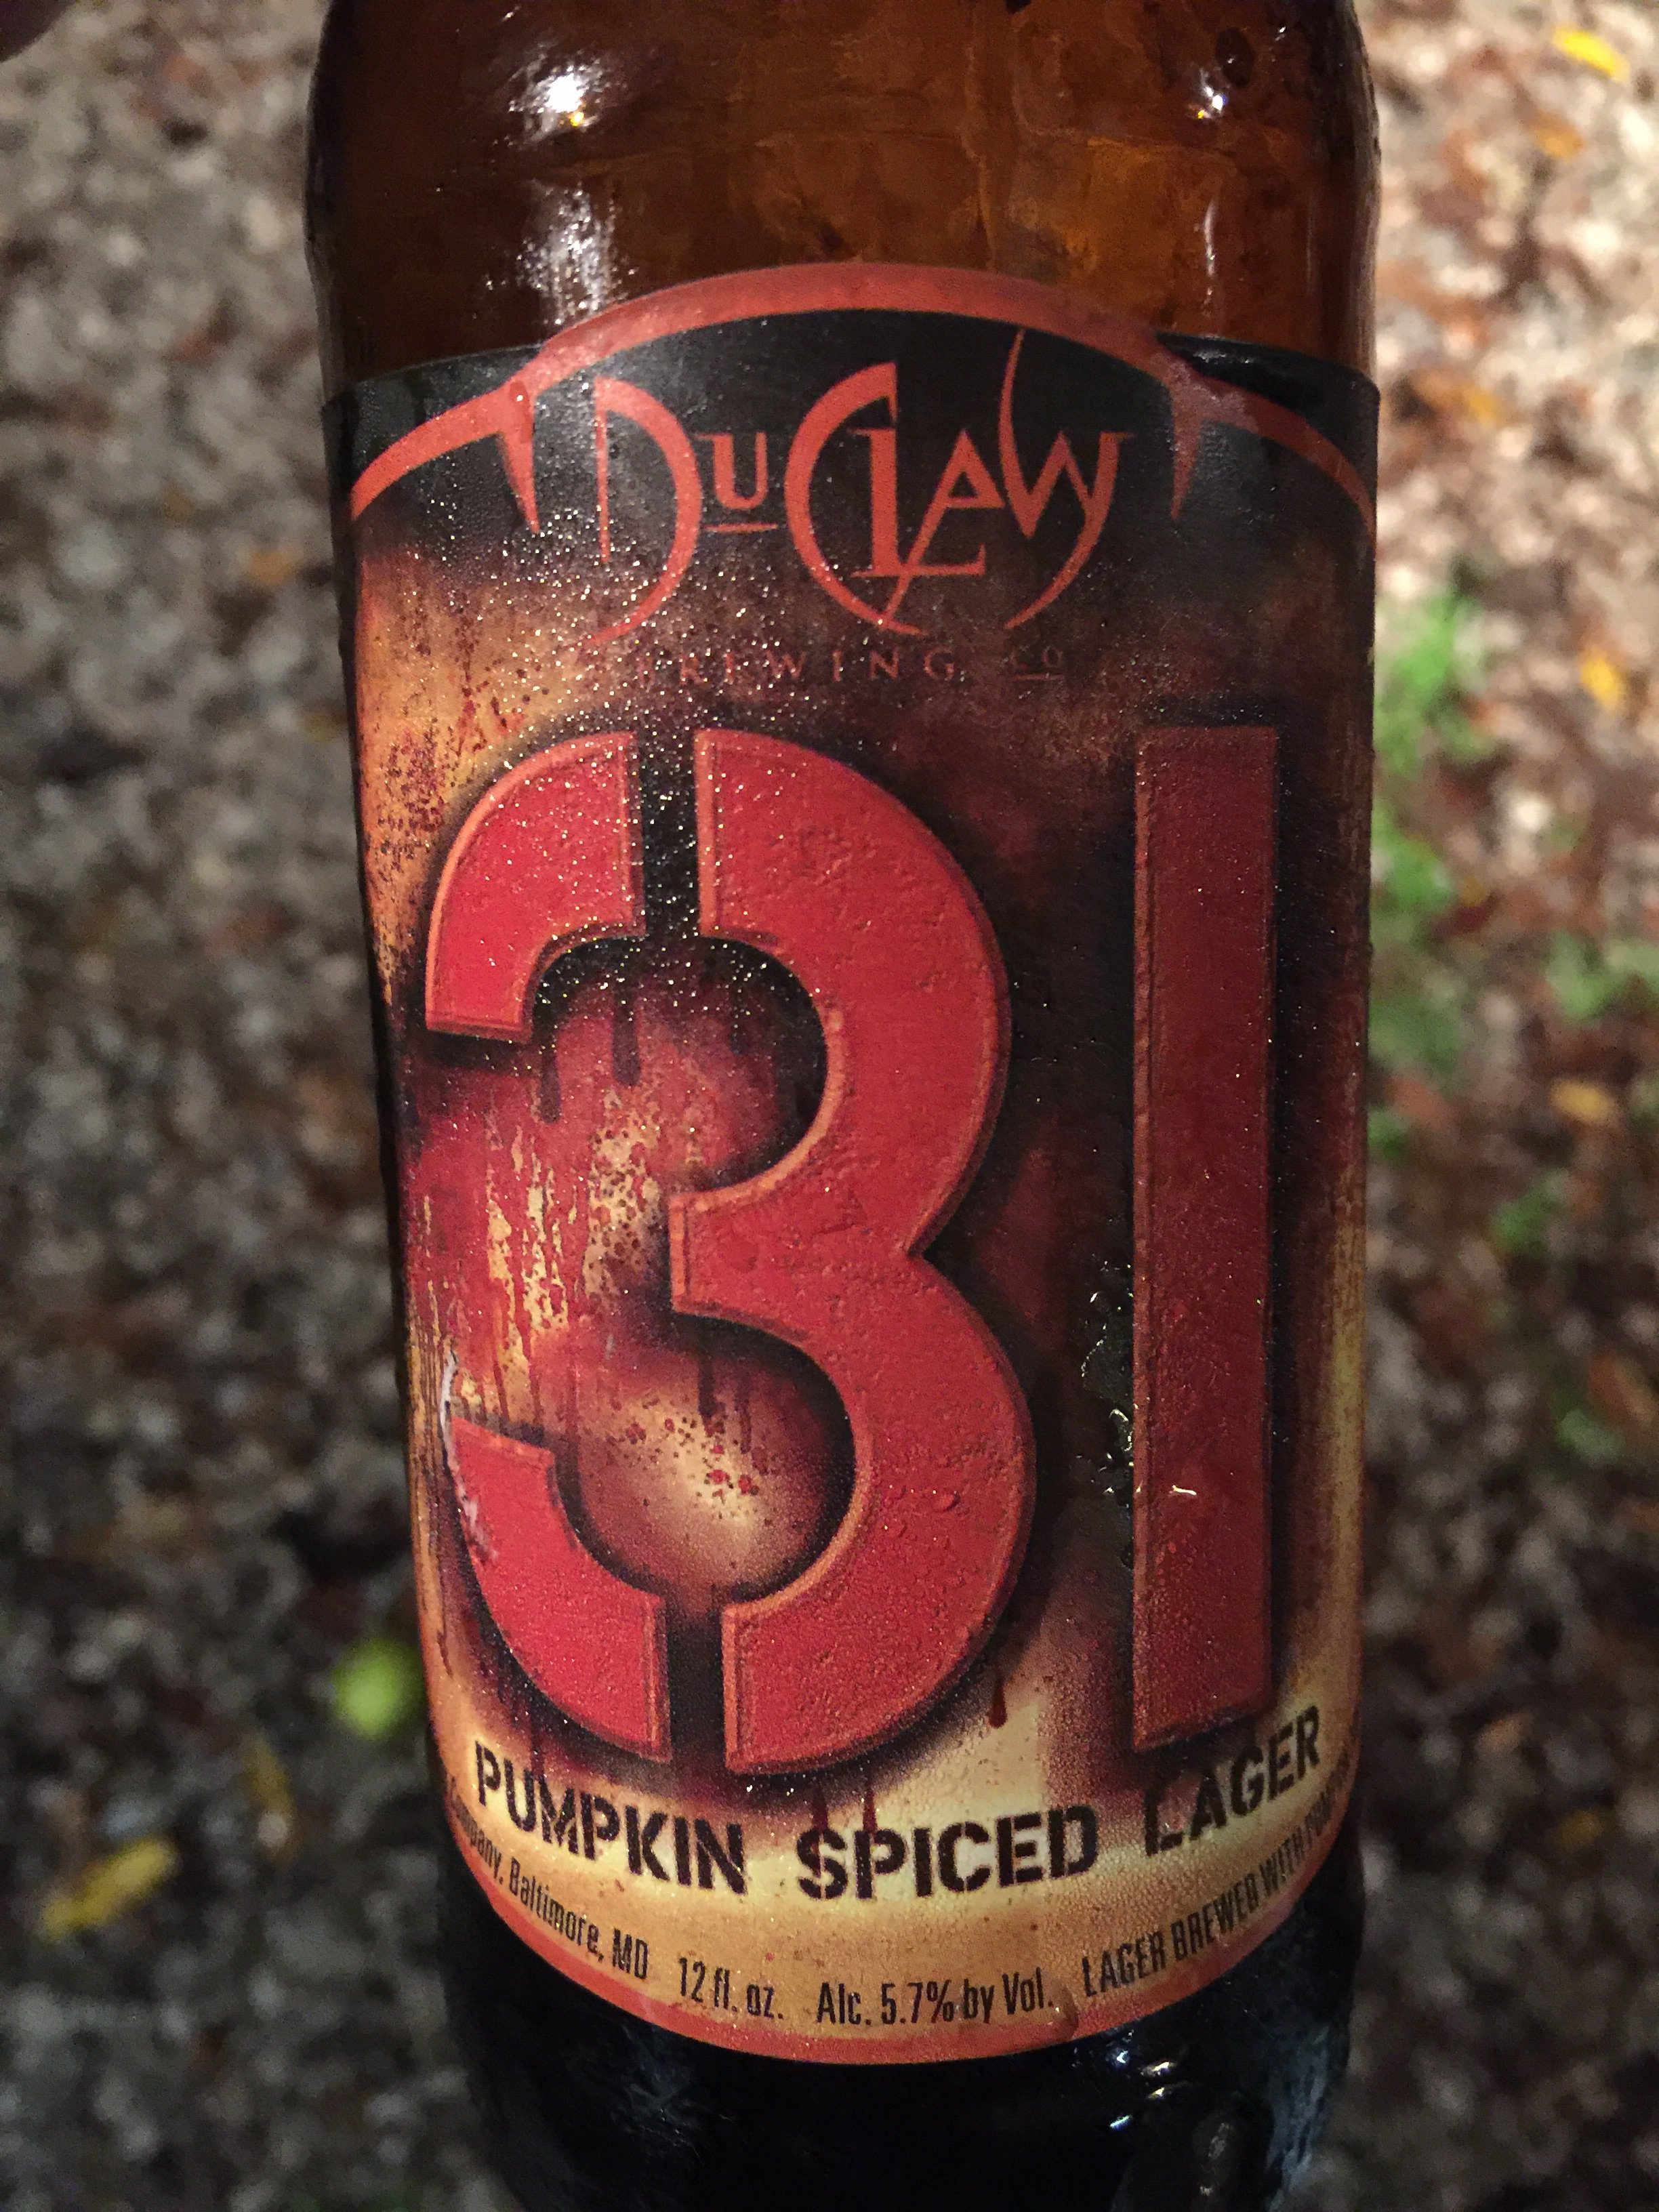 DUCLAW
BREWING CO
31
PUMPKIN SPICED LAGER
Baltimore, MD 12 fl. oz. Alc. 5.7% by Vol. LAGER BREWED WITH